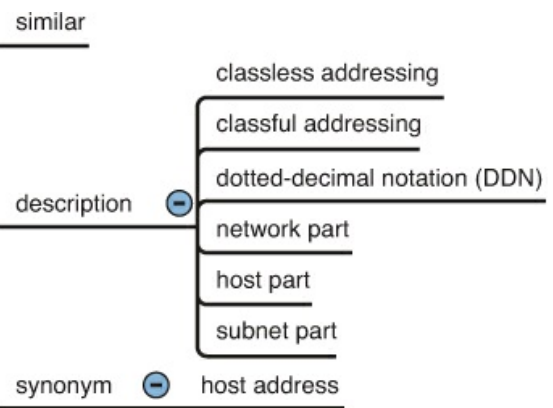 similar
classless addressing
classful addressing
dotted-decimal notation (DDN)
description
network part
host part
subnet part
synonym host address